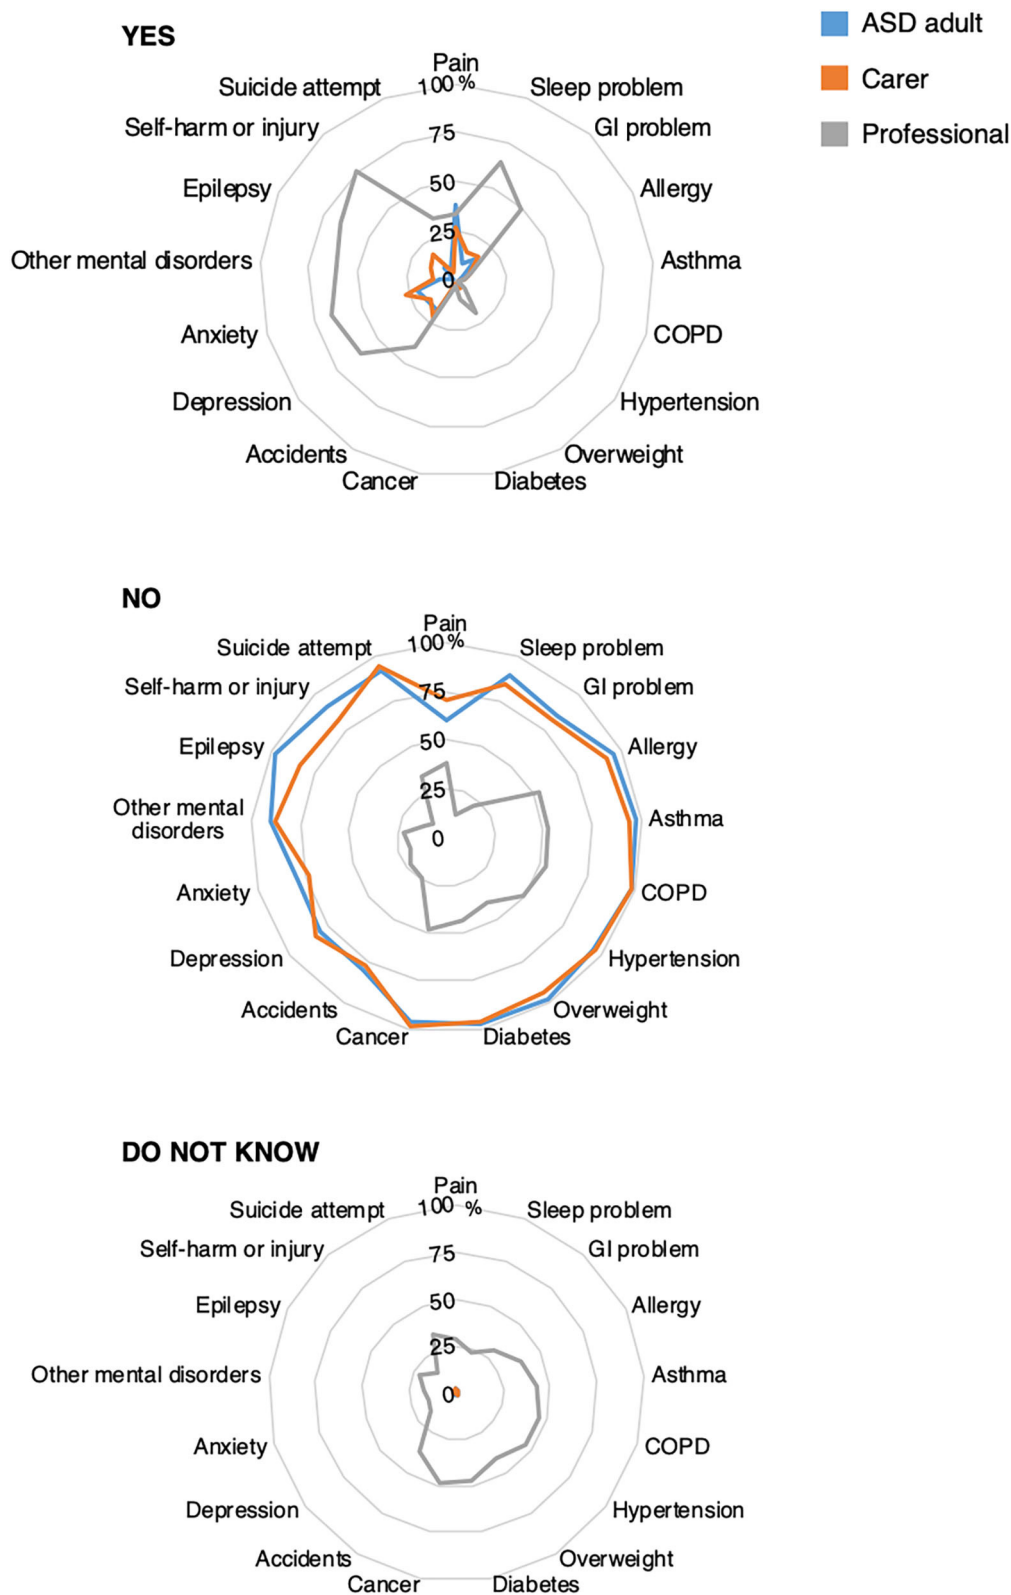 YES
ASD adult
Carer
Professional
Pain
100 %
Suicide attempt
Sleep problem
Self-harm or injury
GI problem
75
Epilepsy
Allergy
50
25
Other mental disorders
Asthma
0
Anxiety
COPD
Depression
Hypertension
Accidents
Overweight
Cancer
Diabetes
NO
Pain
100 %
Suicide attempt
Sleep problem
Self-harm or injury
GI problem
75
Epilepsy
Allergy
50
25
Other mental
disorders
Asthma
0
Anxiety
COPD
Depression
Hypertension
Accidents
Overweight
Cancer
Diabetes
DO NOT KNOW
Pain
100 %
Suicide attempt
Sleep problem
Self-harm or injury
GI problem
75
Epilepsy
Allergy
50
25
Other mental disorders
Asthma
0
Anxiety
COPD
Depression
Hypertension
Accidents
Overweight
Cancer
Diabetes